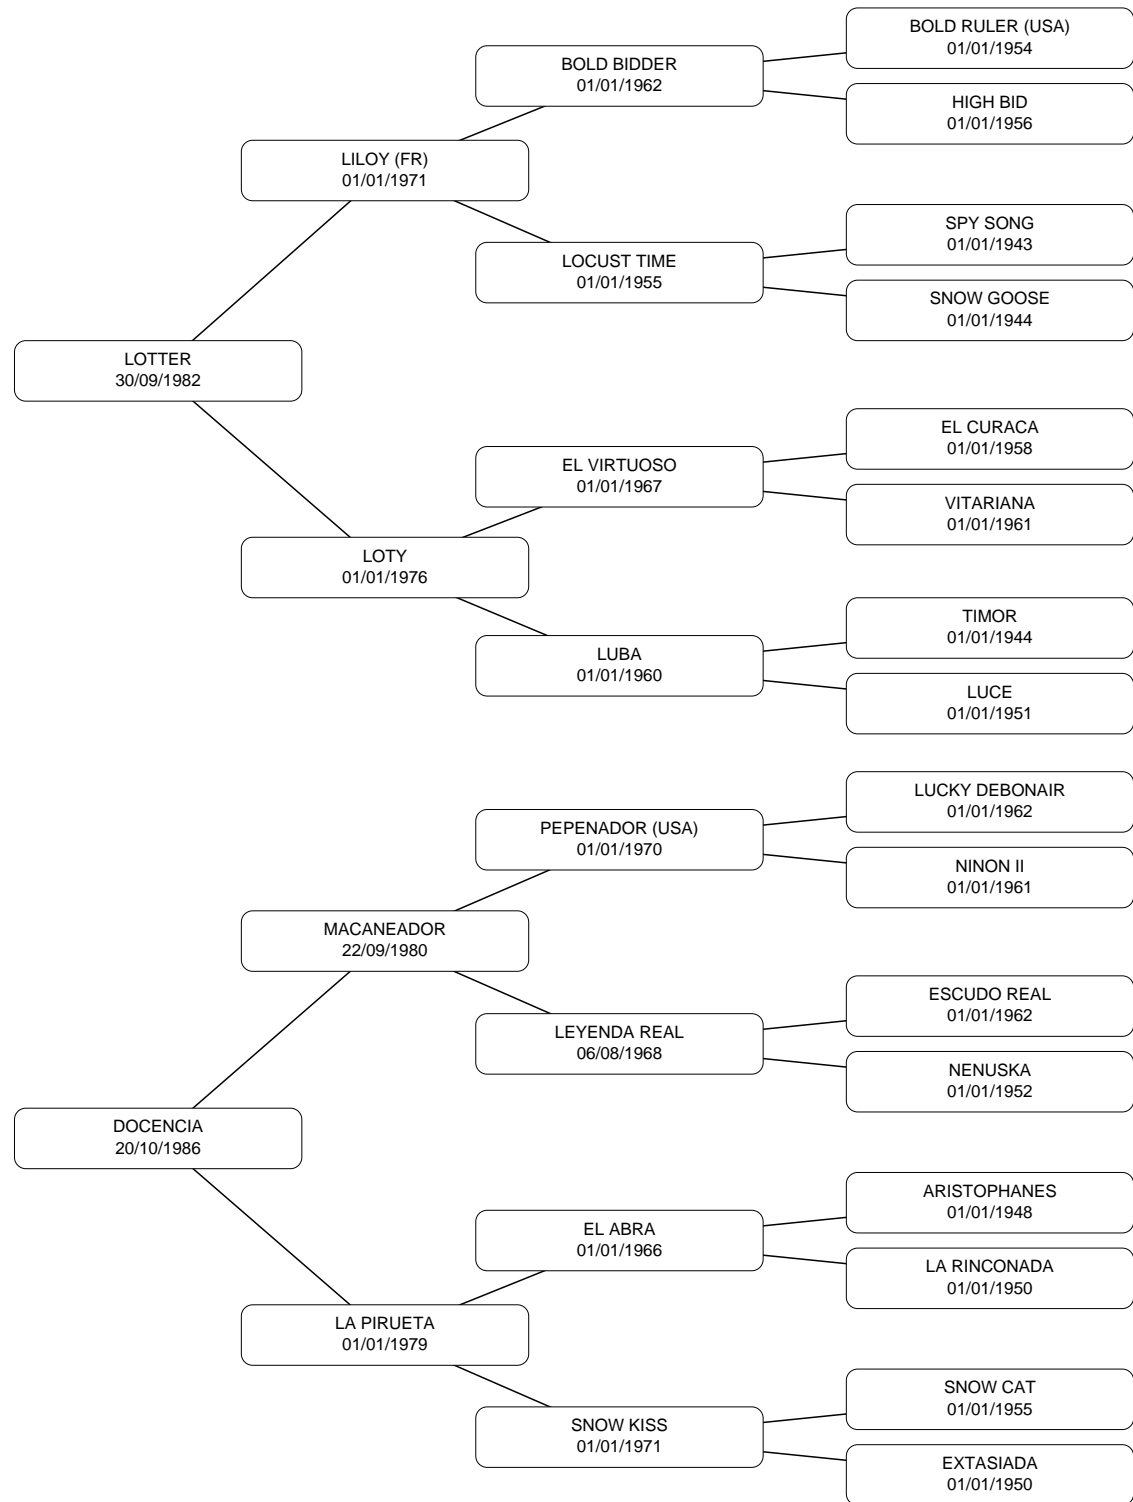 BOLD RULER (USA)
01/01/1954
BOLD BIDDER
01/01/1962
HIGH BID
01/01/1956
LILOY (FR)
01/01/1971
SPY SONG
01/01/1943
LOCUST TIME
01/01/1955
SNOW GOOSE
01/01/1944
LOTTER
30/09/1982
EL CURACA
01/01/1958
EL VIRTUOSO
01/01/1967
VITARIANA
01/01/1961
LOTY
01/01/1976
TIMOR
01/01/1944
LUBA
01/01/1960
LUCE
01/01/1951
LUCKY DEBONAIR
01/01/1962
PEPENADOR (USA)
01/01/1970
NINON II
01/01/1961
MACANEADOR
22/09/1980
ESCUDO REAL
01/01/1962
LEYENDA REAL
06/08/1968
NENUSKA
01/01/1952
DOCENCIA
20/10/1986
ARISTOPHANES
01/01/1948
EL ABRA
01/01/1966
LA RINCONADA
01/01/1950
LA PIRUETA
01/01/1979
SNOW CAT
01/01/1955
SNOW KISS
01/01/1971
EXTASIADA
01/01/1950